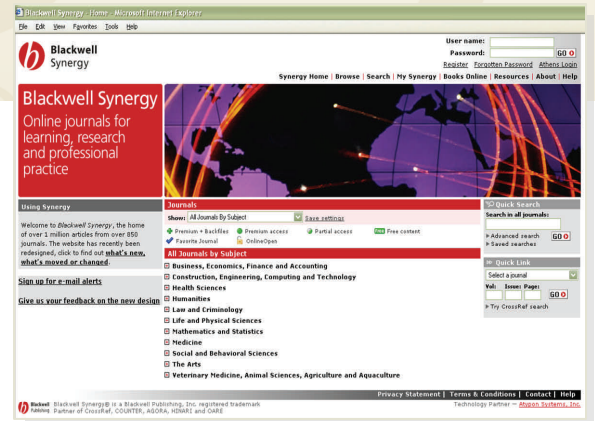 Blackwell Synergy - Home - Microsoft Internet Explorer
File Edit View Favorites Tools Help
Blackwell
Synergy
User name:
Password:
GO
Register Forgotten Password Athens Login
Synergy Home | Browse | Search | My Synergy | Books Online | Resources | About | Help
Blackwell Synergy
Online journals for
learning, research
and professional
practice
Using Synergy
Welcome to Blackwell Synergy, the home
of over 1 million articles from over 850
journals. The website has recently been
redesigned, click to find out what's new,
what's moved or changed.
Sign up for e-mail alerts
Give us your feedback on the new design
Journals
Show: All Journals By Subject Save settings
Premium + Backfiles Premium access Partial access Free content
Favorite Journal OnlineOpen
All Journals by Subject
Business, Economics, Finance and Accounting
Construction, Engineering, Computing and Technology
Health Sciences
Humanities
Law and Criminology
Life and Physical Sciences
Mathematics and Statistics
Medicine
Social and Behavioral Sciences
The Arts
Veterinary Medicine, Animal Sciences, Agriculture and Aquaculture
Quick Search
Search in all journals:
Advanced search GO
Saved searches
Quick Link
Select a journal
Vol: Issue: Page:
GO
Try CrossRef search
Privacy Statement | Terms & Conditions | Contact | Help
Blackwell
Publishing
Blackwell Synergy® is a Blackwell Publishing, Inc. registered trademark
Partner of CrossRef, COUNTER, AGORA, HINARI and OARE
Technology Partner — Atypon Systems, Inc.